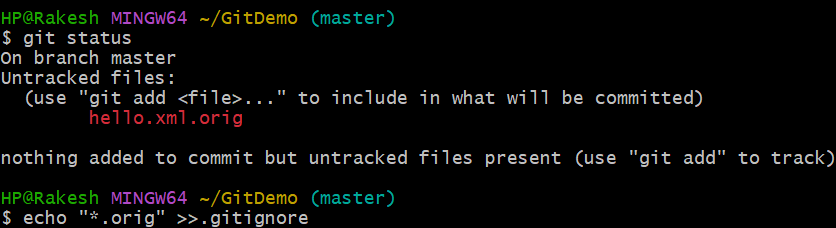 HP@Rakesh MINGW64 ~/GitDemo (master)
$ git status
On branch master
Untracked files:
  (use "git add <file>..." to include in what will be committed)
        hello.xml.orig

nothing added to commit but untracked files present (use "git add" to track)

HP@Rakesh MINGW64 ~/GitDemo (master)
$ echo "*.orig" >>.gitignore